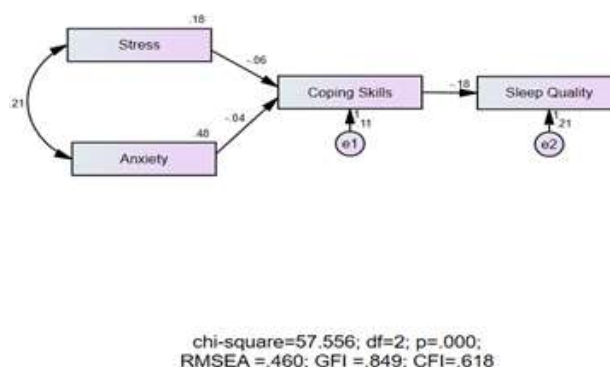 .18
Stress
-.06
Coping Skills
-.18
Sleep Quality
21
-.04
.48
Anxiety
1
.11
e1
1
.21
e2
chi-square=57.556; df=2; p=.000;
RMSEA =.460; GFI =.849; CFI=.618